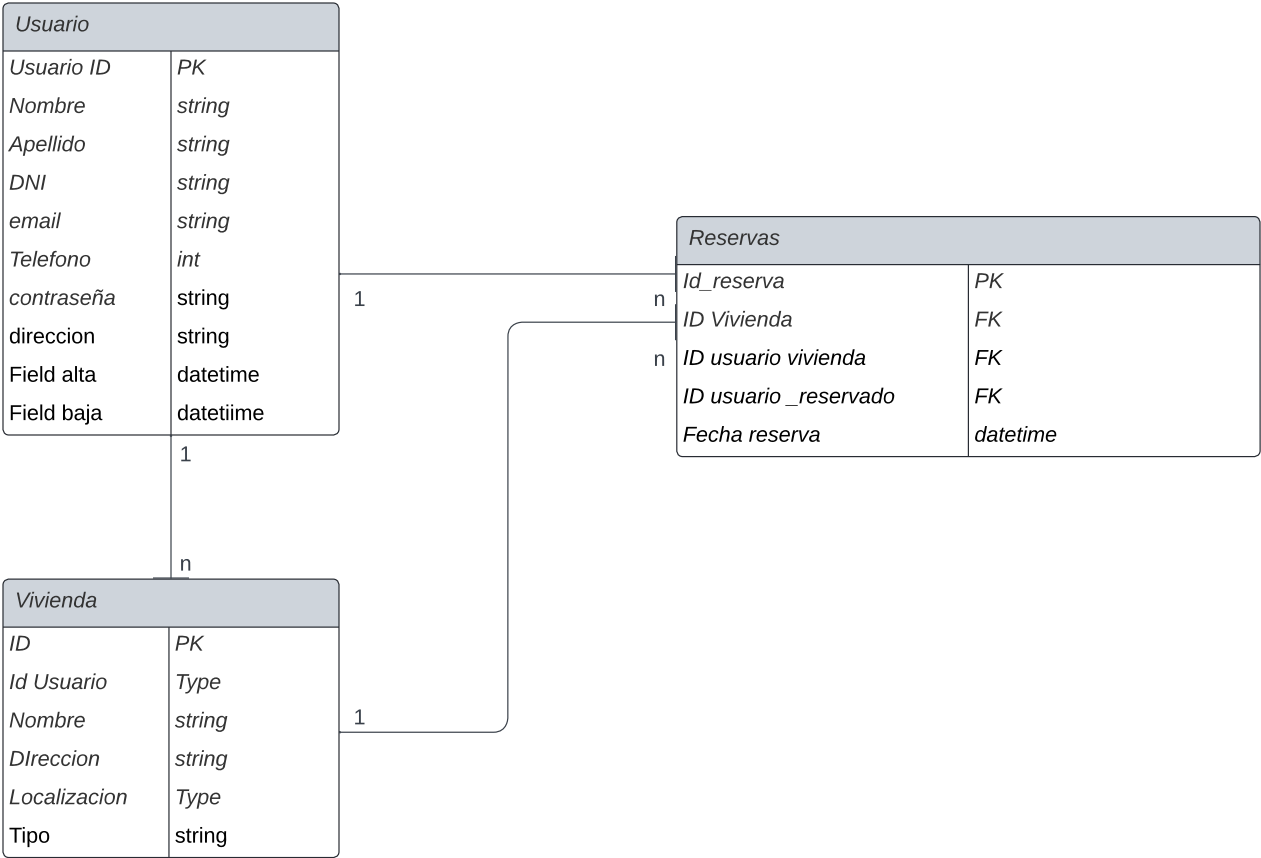 Usuario
Usuario ID PK
Nombre string
Apellido string
DNI string
email string
Telefono int
contraseña string
direccion string
Field alta datetime
Field baja datetiime
1
n
1
n
Reservas
Id_reserva PK
ID Vivienda FK
ID usuario vivienda FK
ID usuario _reservado FK
Fecha reserva datetime
n
1
Vivienda
ID PK
Id Usuario Type
Nombre string
DIreccion string
Localizacion Type
Tipo string